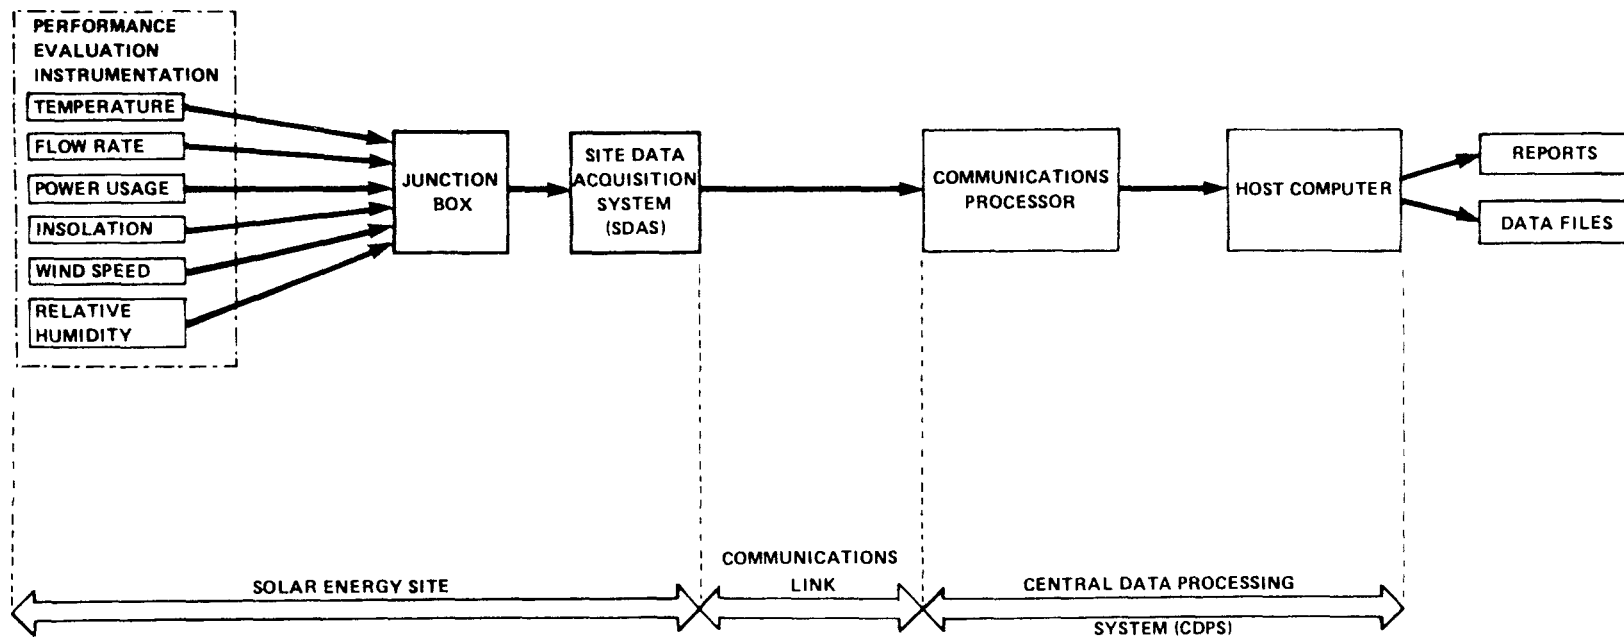 PERFORMANCE
EVALUATION
INSTRUMENTATION
TEMPERATURE
FLOW RATE
POWER USAGE
INSOLATION
WIND SPEED
RELATIVE
HUMIDITY
JUNCTION
BOX
SITE DATA
ACQUISITION
SYSTEM
(SDAS)
COMMUNICATIONS
PROCESSOR
HOST COMPUTER
REPORTS
DATA FILES
SOLAR ENERGY SITE
COMMUNICATIONS
LINK
CENTRAL DATA PROCESSING
SYSTEM (CDPS)